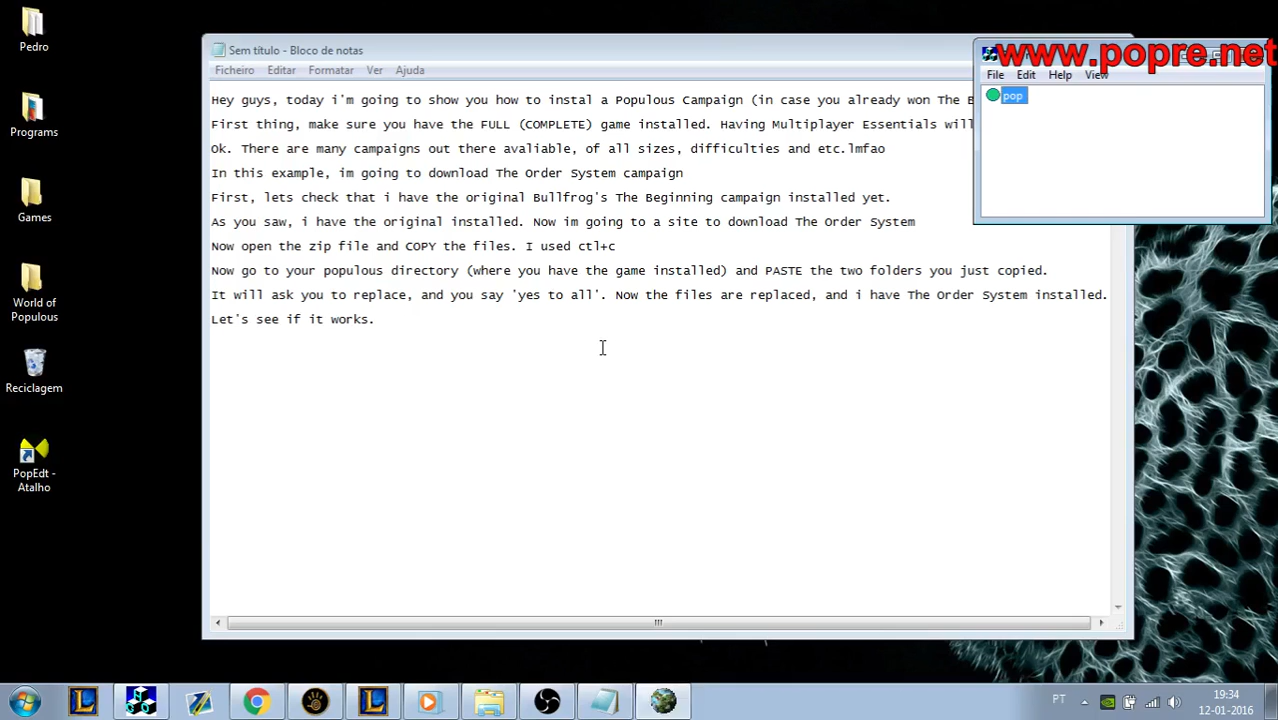 Pedro
Programs
Games
World of
Populous
Reciclagem
PopEdt -
Atalho
Sem título - Bloco de notas
Ficheiro Editar Formatar Ver Ajuda
Hey guys, today i'm going to show you how to instal a Populous Campaign (in case you already won The B
First thing, make sure you have the FULL (COMPLETE) game installed. Having Multiplayer Essentials will
Ok. There are many campaigns out there avaliable, of all sizes, difficulties and etc.lmfao
In this example, im going to download The Order System campaign
First, lets check that i have the original Bullfrog's The Beginning campaign installed yet.
As you saw, i have the original installed. Now im going to a site to download The Order System
Now open the zip file and COPY the files. I used ctl+c
Now go to your populous directory (where you have the game installed) and PASTE the two folders you just copied.
It will ask you to replace, and you say 'yes to all'. Now the files are replaced, and i have The Order System installed.
Let's see if it works.
www.popre.net
File Edit Help View
pop
PT
19:34
12-01-2016